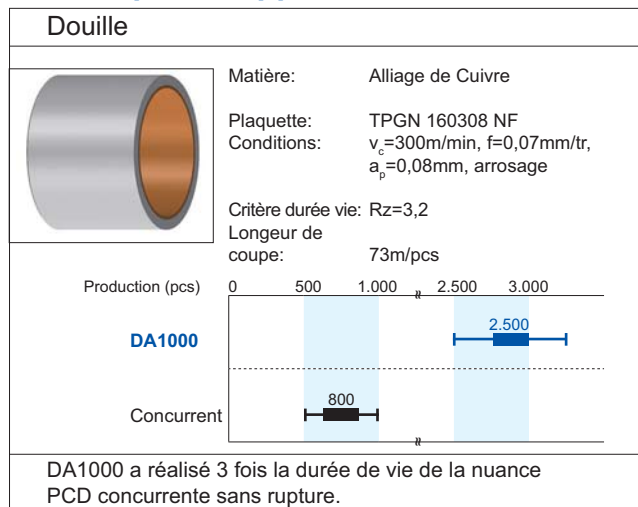 Douille
Matière: Alliage de Cuivre
Plaquette: TPGN 160308 NF
Conditions: vc=300m/min, f=0,07mm/tr,
ap=0,08mm, arrosage
Critère durée vie: Rz=3,2
Longeur de
coupe: 73m/pcs
Production (pcs) 0 500 1.000 2.500 3.000
DA1000 2.500
Concurrent 800
DA1000 a réalisé 3 fois la durée de vie de la nuance
PCD concurrente sans rupture.